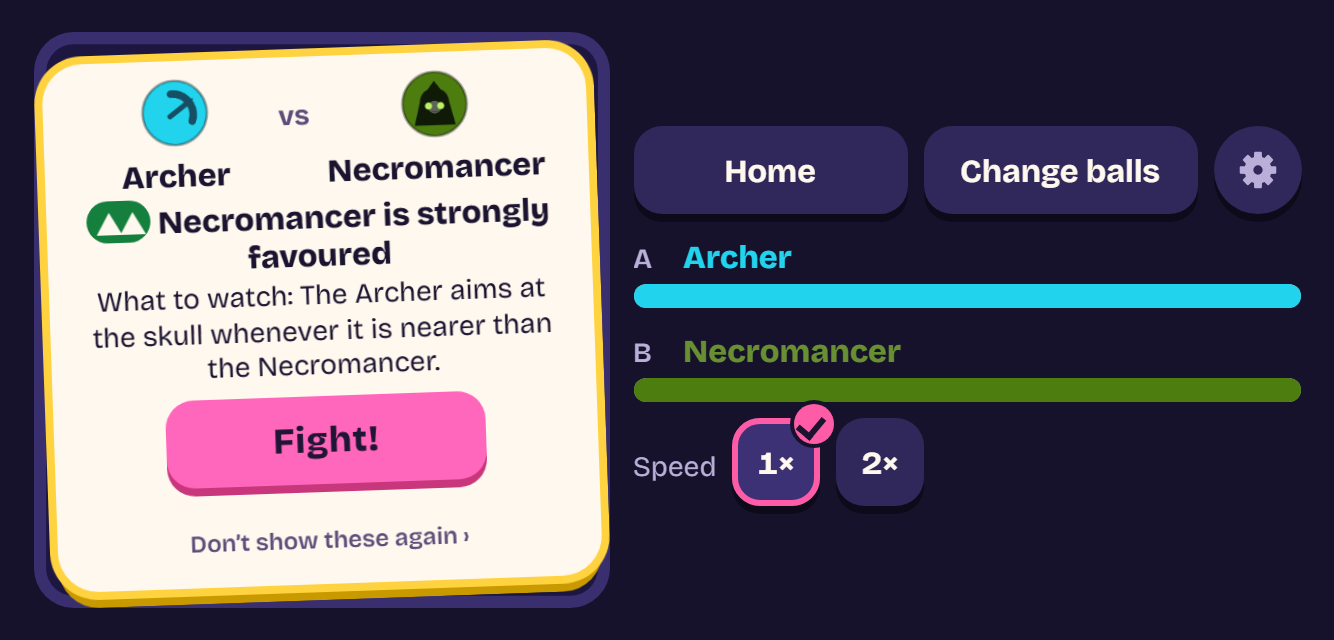 vs
Archer
Necromancer
Necromancer is strongly
favoured
What to watch: The Archer aims at
the skull whenever it is nearer than
the Necromancer.
Fight!
Don't show these again ›
Home
Change balls
A Archer
B Necromancer
Speed 1× 2×